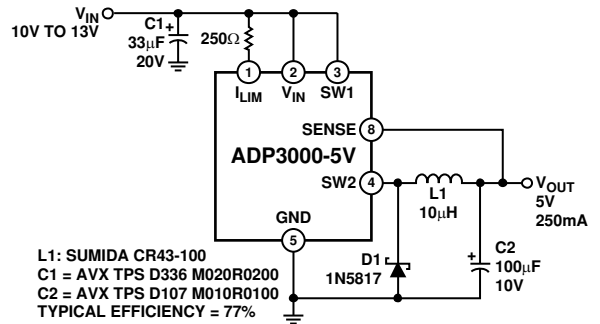 VIN
10V TO 13V
C1
+
33μF
20V
250Ω
1
2
3
ILIM
VIN
SW1
SENSE
8
ADP3000-5V
SW2
4
L1
10μH
VOUT
5V
250mA
GND
5
D1
1N5817
+
C2
100μF
10V
L1: SUMIDA CR43-100
C1 = AVX TPS D336 M020R0200
C2 = AVX TPS D107 M010R0100
TYPICAL EFFICIENCY = 77%